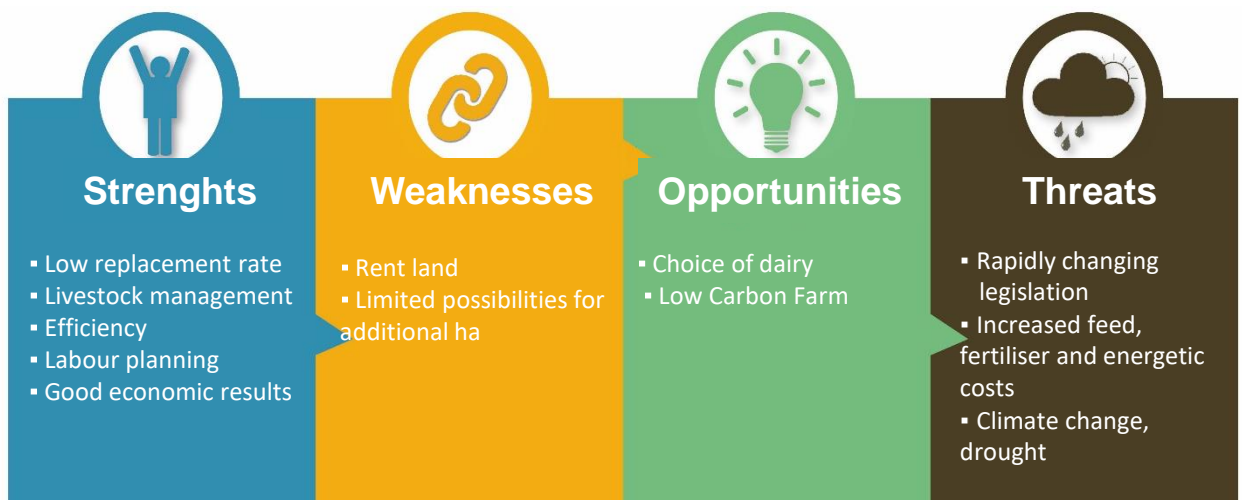 Strenghts
▪ Low replacement rate
▪ Livestock management
▪ Efficiency
▪ Labour planning
▪ Good economic results
Weaknesses
▪ Rent land
▪ Limited possibilities for
additional ha
Opportunities
▪ Choice of dairy
▪ Low Carbon Farm
Threats
▪ Rapidly changing
legislation
▪ Increased feed,
fertiliser and energetic
costs
▪ Climate change,
drought